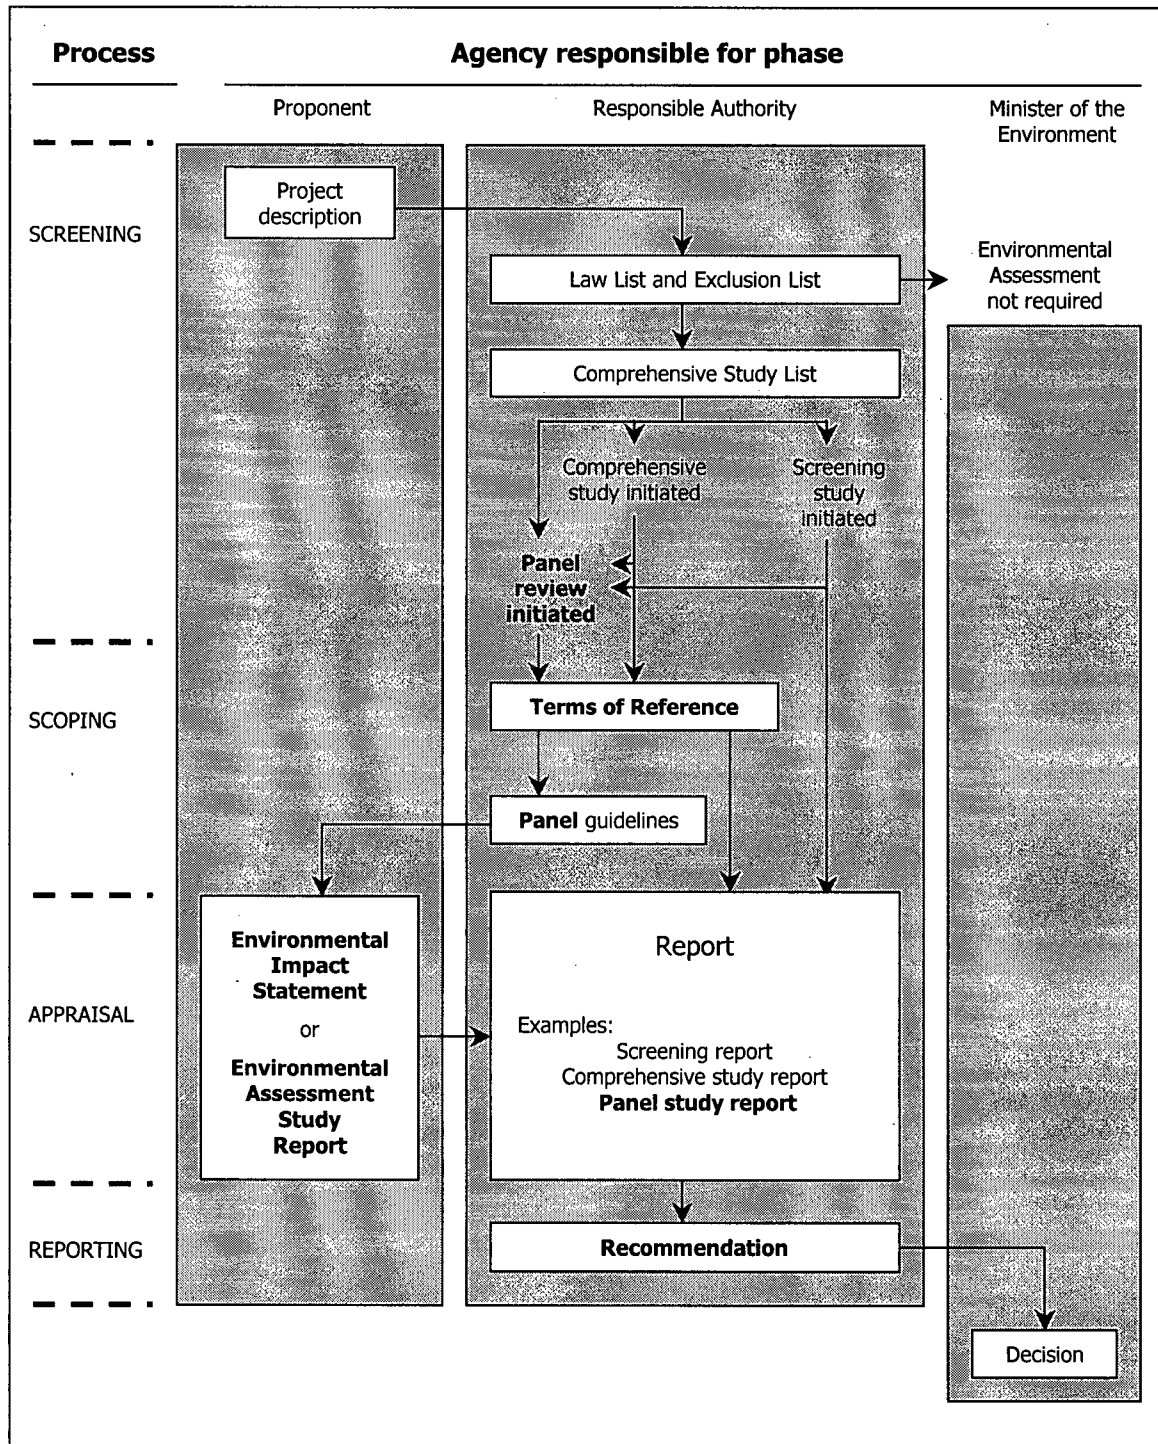 Process
Agency responsible for phase
Proponent
Responsible Authority
Minister of the
Environment
SCREENING
Project
description
Law List and Exclusion List
Environmental
Assessment
not required
Comprehensive Study List
Comprehensive
study initiated
Screening
study
initiated
Panel
review
initiated
SCOPING
Terms of Reference
Panel guidelines
APPRAISAL
Environmental
Impact
Statement
or
Environmental
Assessment
Study
Report
Report
Examples:
Screening report
Comprehensive study report
Panel study report
REPORTING
Recommendation
Decision